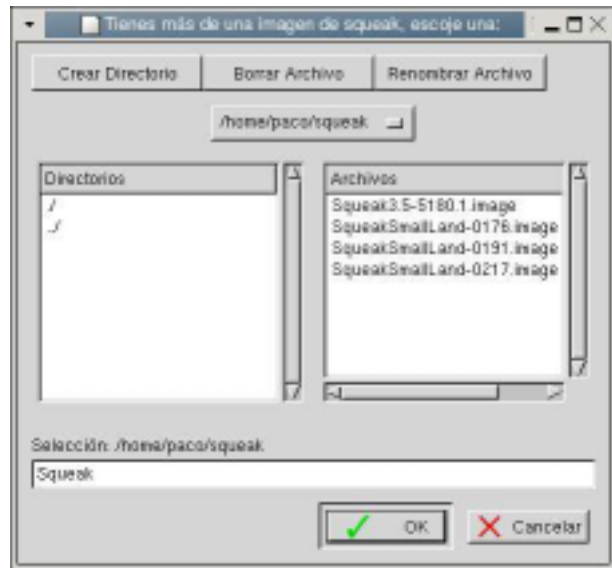 Tienes más de una imagen de squeak, escoje una:
Crear Directorio Borrar Archivo Renombrar Archivo
/home/paco/squeak
Directorios
./
../
Archivos
Squeak3.5-5180.1.image
SqueakSmallLand-0176.image
SqueakSmallLand-0191.image
SqueakSmallLand-0217.image
Selección: /home/paco/squeak
Squeak
OK Cancelar